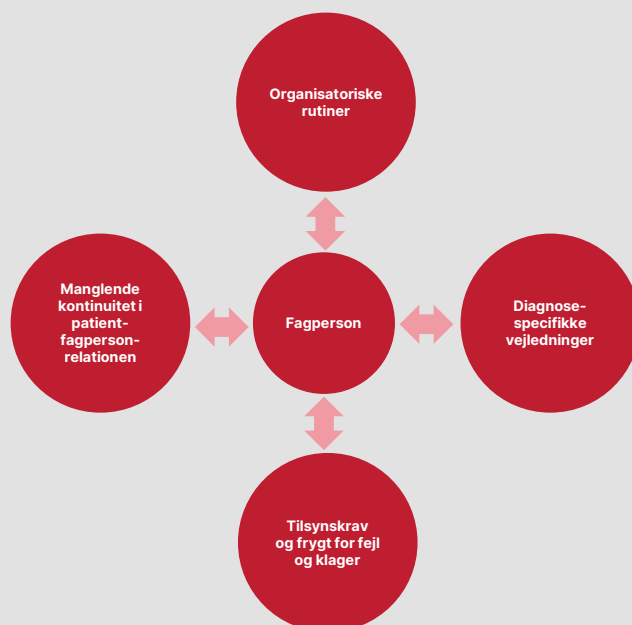 Organisatoriske
rutiner
Manglende
kontinuitet i
patient-
fagperson-
relationen
Fagperson
Diagnose-
specifikke
vejledninger
Tilsynskrav
og frygt for fejl
og klager